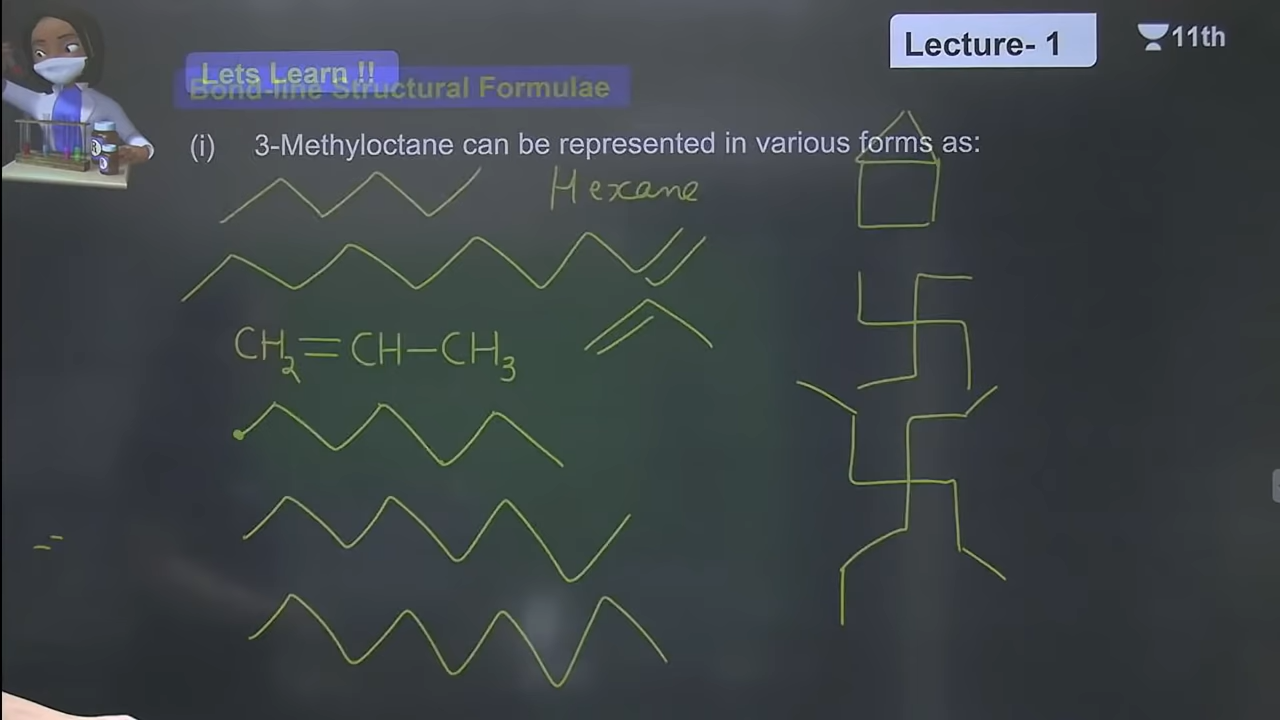 Lecture- 1
11th
Lets Learn !!
Bond-line Structural Formulae
(i) 3-Methyloctane can be represented in various forms as:
Hexane
CH₂=CH-CH₃